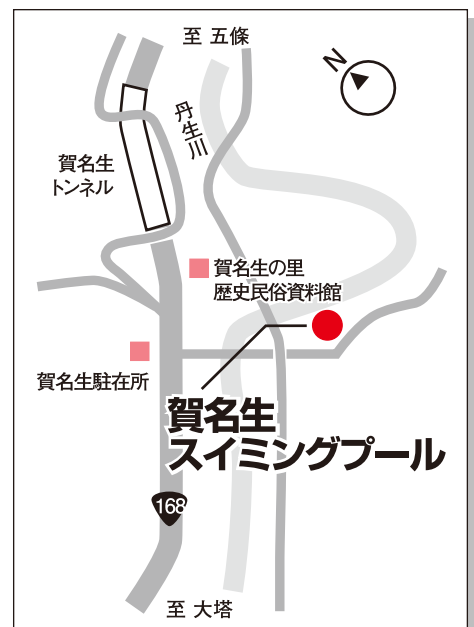 至 五條
N
丹生川
賀名生
トンネル
賀名生の里
歴史民俗資料館
賀名生駐在所
賀名生
スイミングプール
168
至 大塔